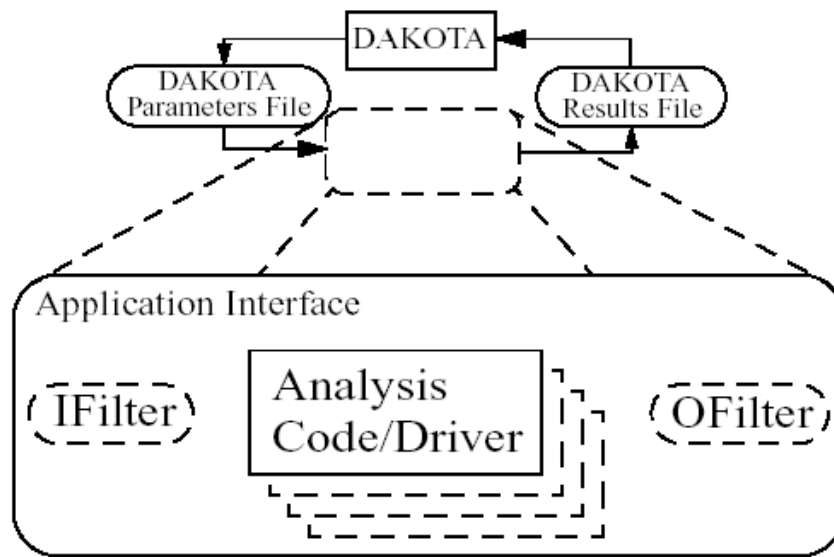 DAKOTA
DAKOTA
Parameters File
DAKOTA
Results File
Application Interface
IFilter
Analysis
Code/Driver
OFilter